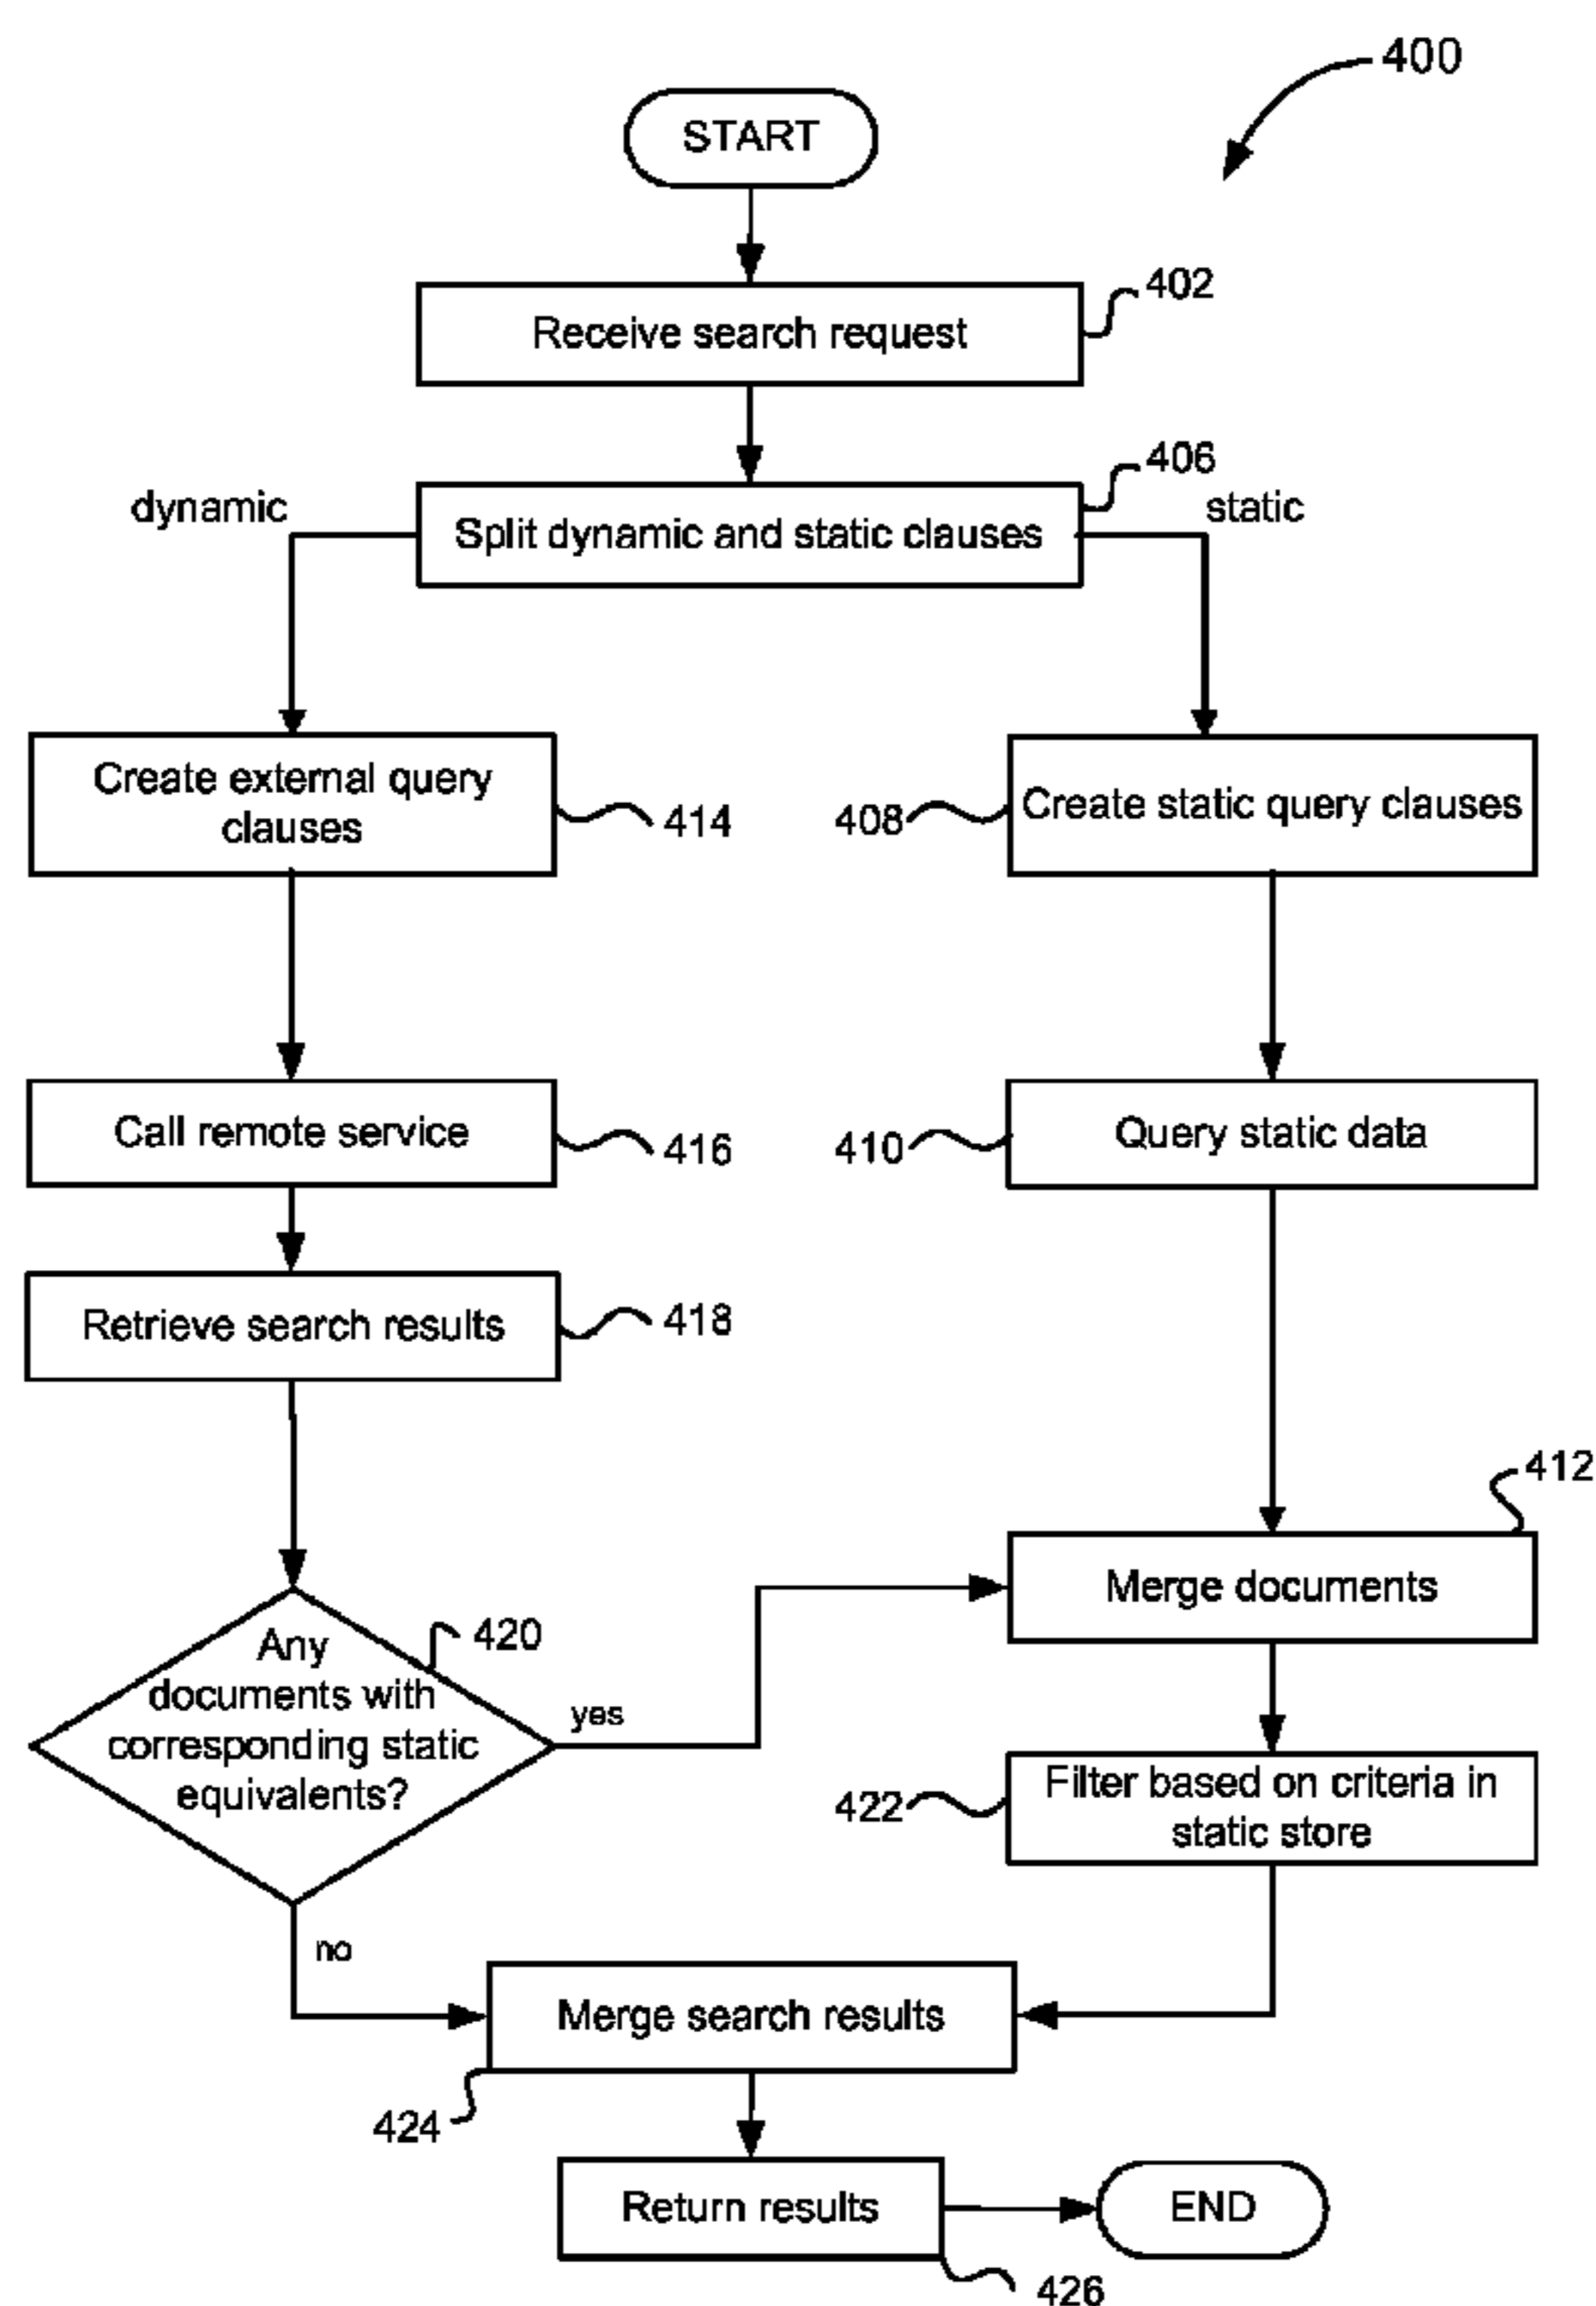 400
START
402
Receive search request
406
dynamic
static
Split dynamic and static clauses
Create external query
clauses
414
408
Create static query clauses
Call remote service
416
410
Query static data
Retrieve search results
418
412
Merge documents
420
Any
documents with
corresponding static
equivalents?
yes
422
Filter based on criteria in
static store
no
Merge search results
424
Return results
END
426